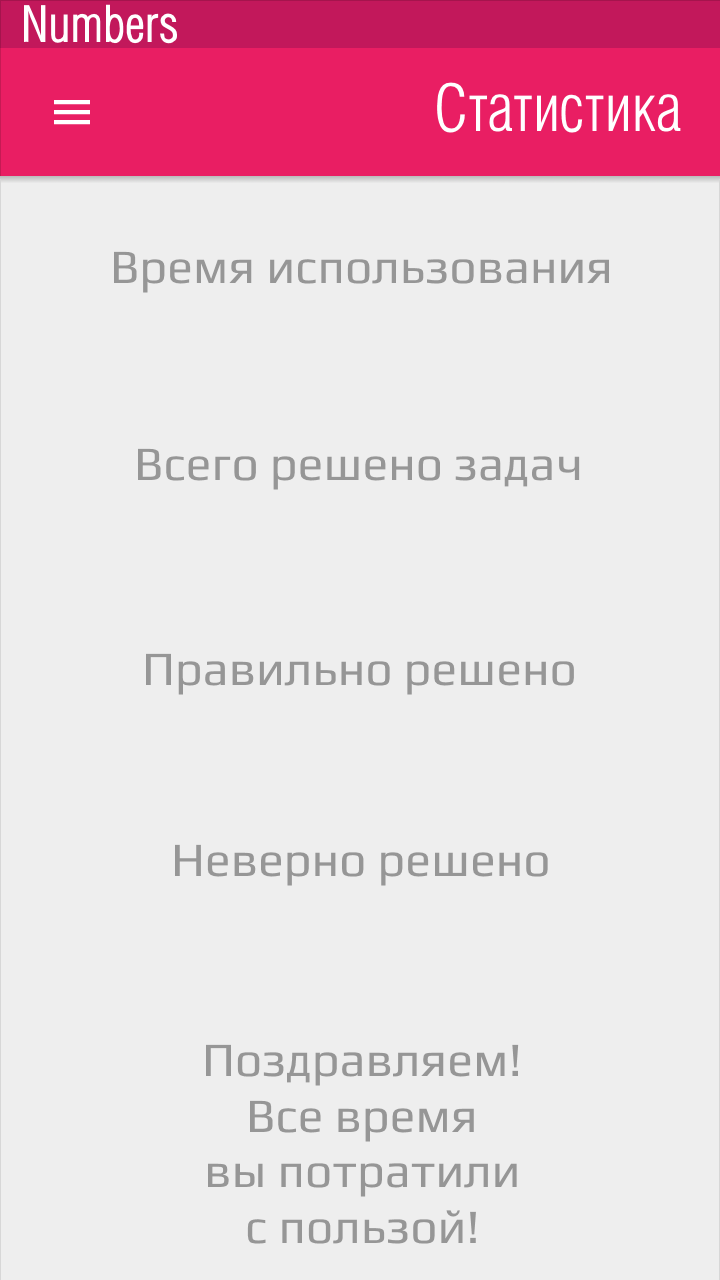 Numbers
Статистика
Время использования
Всего решено задач
Правильно решено
Неверно решено
Поздравляем!
Все время
вы потратили
с пользой!